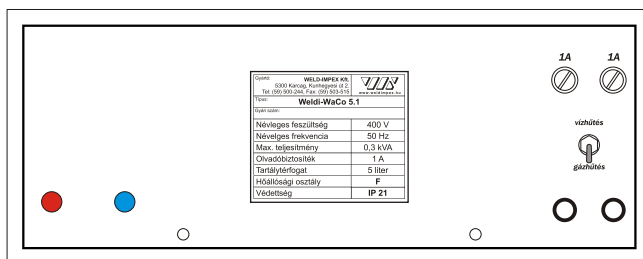 Gyártó: WELD-IMPEX Kft.
5300 Karcag, Kunhegyesi út 2.
Tel: (59) 500-244, Fax: (59) 503-515
www.weldimpex.hu
Típus: Weldi-WaCo 5.1
Gyári szám:
Névleges feszültség 400 V
Névelges frekvencia 50 Hz
Max. teljesítmény 0,3 kVA
Olvadóbiztosíték 1 A
Tartálytérfogat 5 liter
Hőállósági osztály F
Védettség IP 21
1A 1A
vízhűtés
gázhűtés